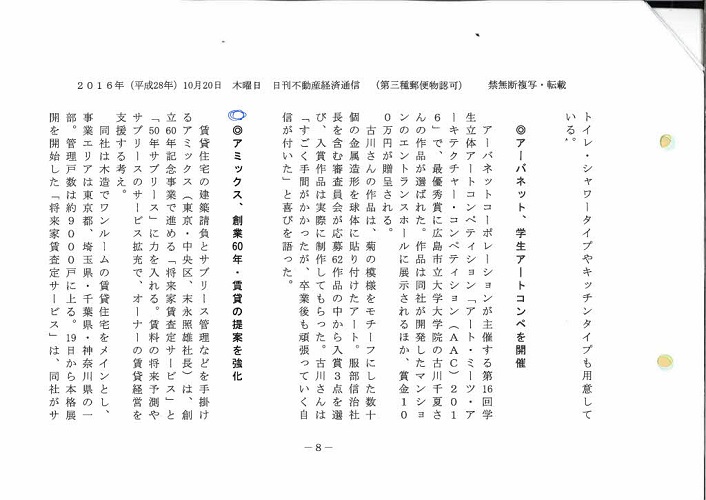 2016年（平成28年）10月20日　木曜日　日刊不動産経済通信　（第三種郵便物認可）　禁無断複写・転載
トイレ・シャワータイプやキッチンタイプも用意して
いる。
◎アーバネット、学生アートコンペを開催
アーバネットコーポレーションが主催する第16回学
生立体アートコンペティション「アート・ミーツ・ア
ーキテクチャー・コンペティション（AAC）201
6」で、最優秀賞に広島市立大学大学院の古川千夏さ
んの作品が選ばれた。作品は同社が開発したマンショ
ンのエントランスホールに展示されるほか、賞金10
0万円が贈呈される。
古川さんの作品は、菊の模様をモチーフにした数十
個の金属造形を球体に貼り付けたアート。服部信治社
長を含む審査員会が応募62作品の中から入賞3点を選
び、入賞作品は実際に制作してもらった。古川さんは
「すごく手間がかかったが、卒業後も頑張っていく自
信が付いた」と喜びを語った。
◎アミックス、創業60年・賃貸の提案を強化
賃貸住宅の建築請負とサブリース管理などを手掛け
るアミックス（東京・中央区、末永照雄社長）は、創
立60年記念事業で進める「将来家賃査定サービス」と
「50年サブリース」に力を入れる。賃料の将来予測や
サブリースのサービス拡充で、オーナーの賃貸経営を
支援する考え。
同社は木造でワンルームの賃貸住宅をメインとし、
事業エリアは東京都、埼玉県・千葉県・神奈川県の一
部。管理戸数は約9000戸に上る。19日から本格展
開を開始した「将来家賃査定サービス」は、同社がサ
―8―